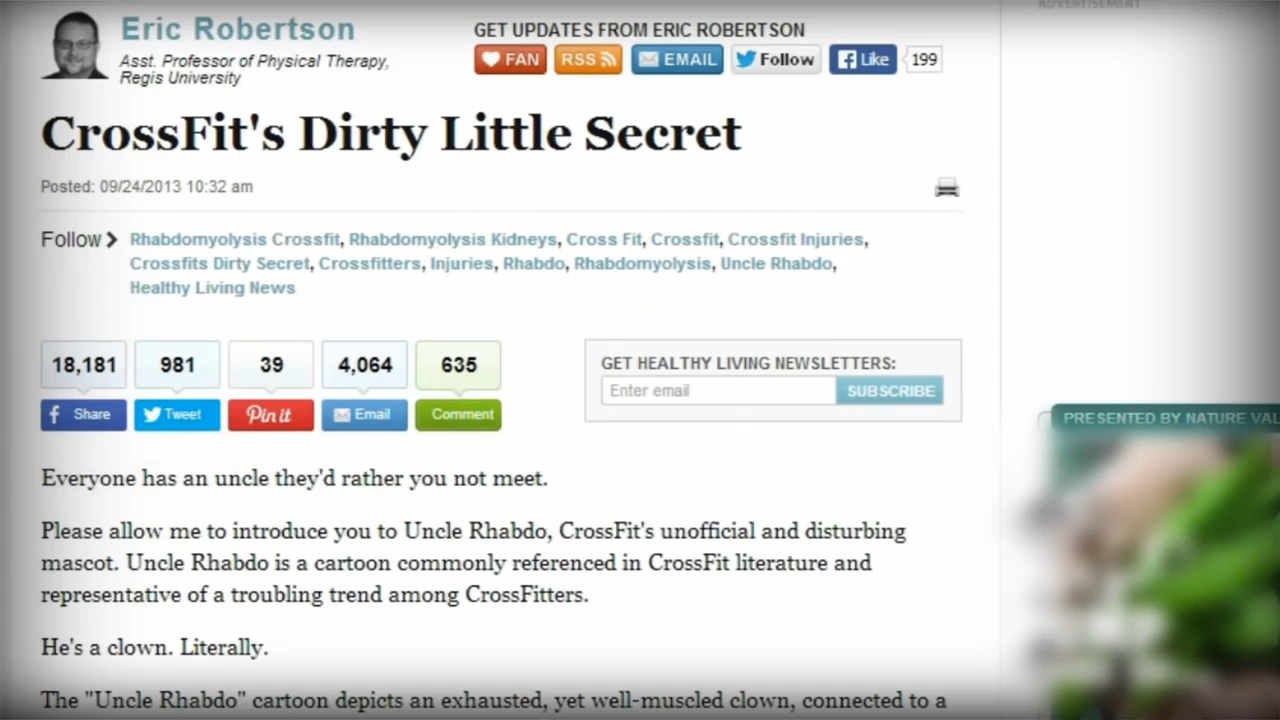 ADVERTISEMENT
Eric Robertson
Asst. Professor of Physical Therapy,
Regis University
GET UPDATES FROM ERIC ROBERTSON
FAN RSS EMAIL Follow Like 199
CrossFit's Dirty Little Secret
Posted: 09/24/2013 10:32 am
Follow Rhabdomyolysis Crossfit, Rhabdomyolysis Kidneys, Cross Fit, Crossfit, Crossfit Injuries,
Crossfits Dirty Secret, Crossfitters, Injuries, Rhabdo, Rhabdomyolysis, Uncle Rhabdo,
Healthy Living News
18,181 981 39 4,064 635
Share Tweet Pin it Email Comment
GET HEALTHY LIVING NEWSLETTERS:
Enter email SUBSCRIBE
PRESENTED BY NATURE VAL
Everyone has an uncle they'd rather you not meet.
Please allow me to introduce you to Uncle Rhabdo, CrossFit's unofficial and disturbing
mascot. Uncle Rhabdo is a cartoon commonly referenced in CrossFit literature and
representative of a troubling trend among CrossFitters.
He's a clown. Literally.
The "Uncle Rhabdo" cartoon depicts an exhausted, yet well-muscled clown, connected to a